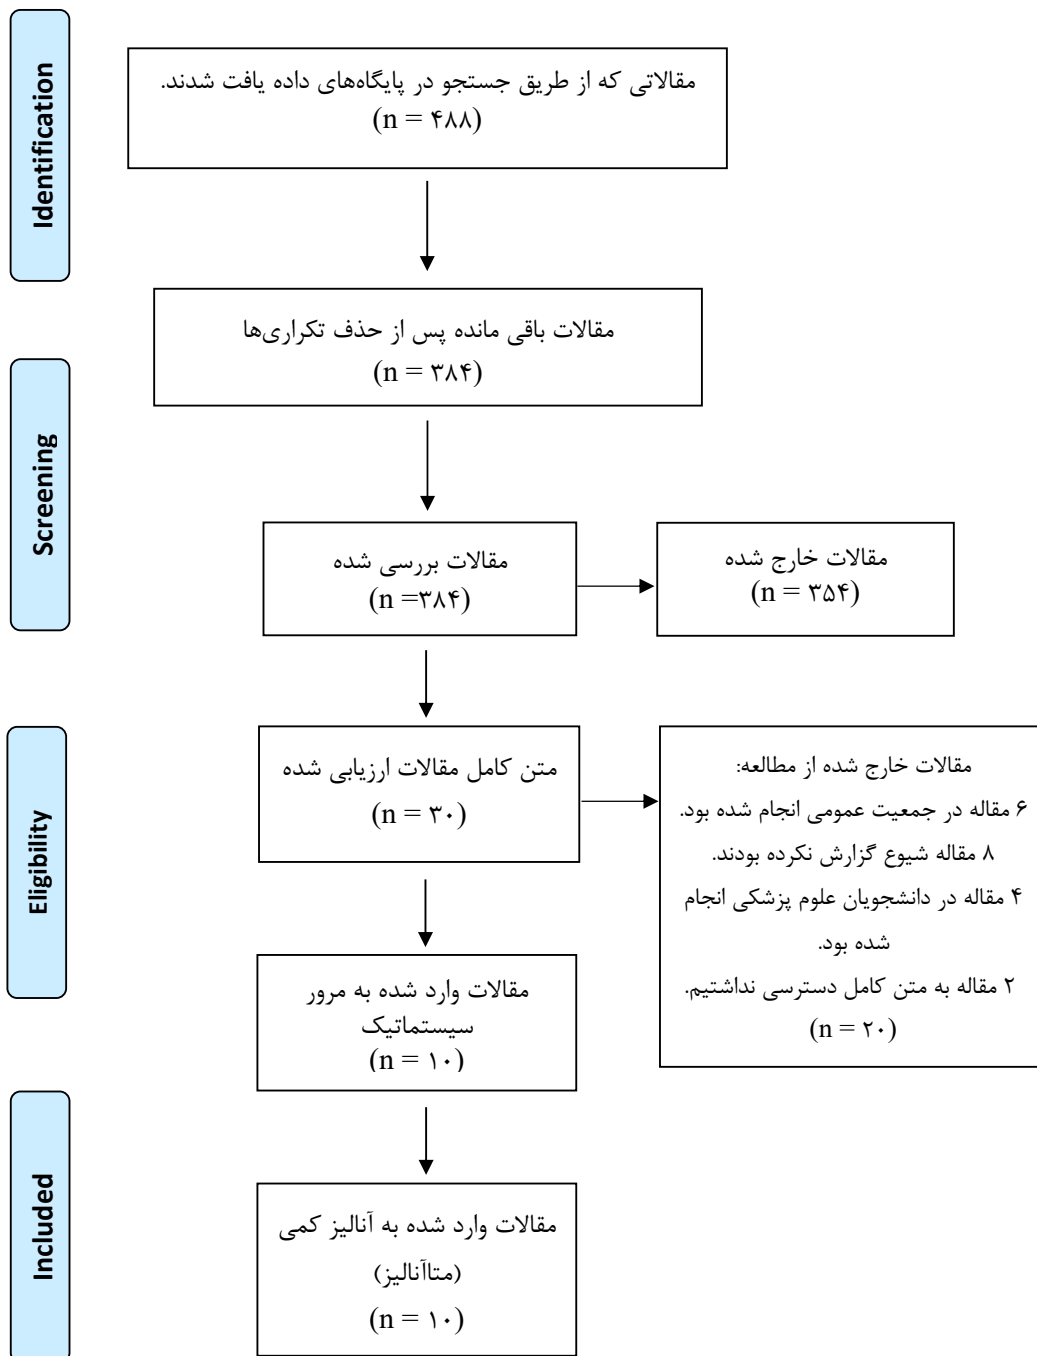 Identification
مقالاتی که از طریق جستجو در پایگاه‌های داده یافت شدند.
(n = ۴۸۸)
مقالات باقی مانده پس از حذف تکراری‌ها
(n = ۳۸۴)
Screening
مقالات بررسی شده
(n =۳۸۴)
مقالات خارج شده
(n = ۳۵۴)
Eligibility
متن کامل مقالات ارزیابی شده
(n = ۳۰)
مقالات خارج شده از مطالعه:
۶ مقاله در جمعیت عمومی انجام شده بود.
۸ مقاله شیوع گزارش نکرده بودند.
۴ مقاله در دانشجویان علوم پزشکی انجام
شده بود.
۲ مقاله به متن کامل دسترسی نداشتیم.
(n = ۲۰)
مقالات وارد شده به مرور
سیستماتیک
(n = ۱۰)
Included
مقالات وارد شده به آنالیز کمی
(متاآنالیز)
(n = ۱۰)